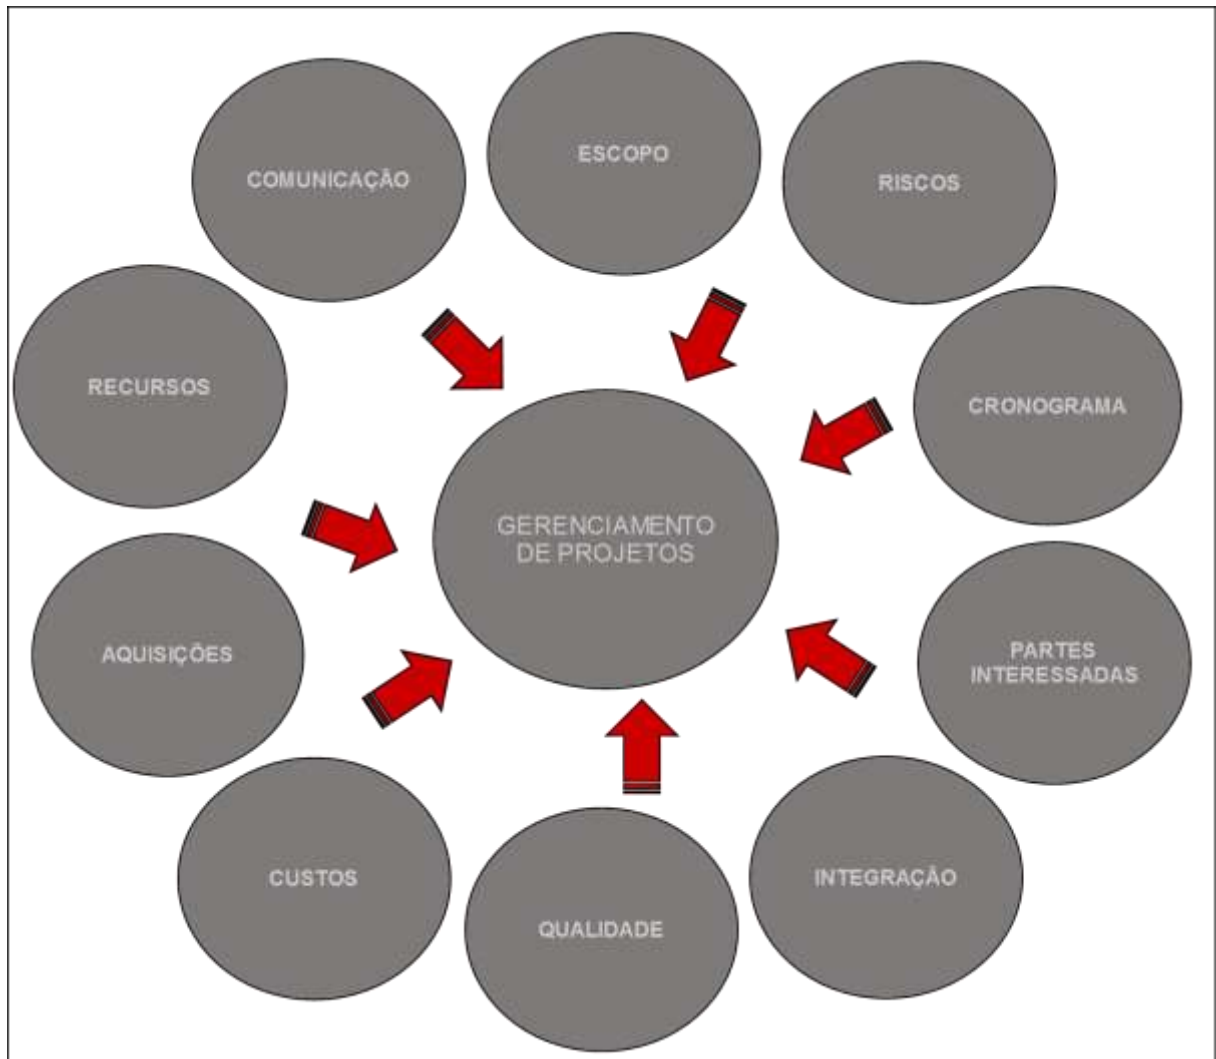 ESCOPO
COMUNICAÇÃO
RISCOS
RECURSOS
CRONOGRAMA
GERENCIAMENTO
DE PROJETOS
AQUISIÇÕES
PARTES
INTERESSADAS
CUSTOS
INTEGRAÇÃO
QUALIDADE